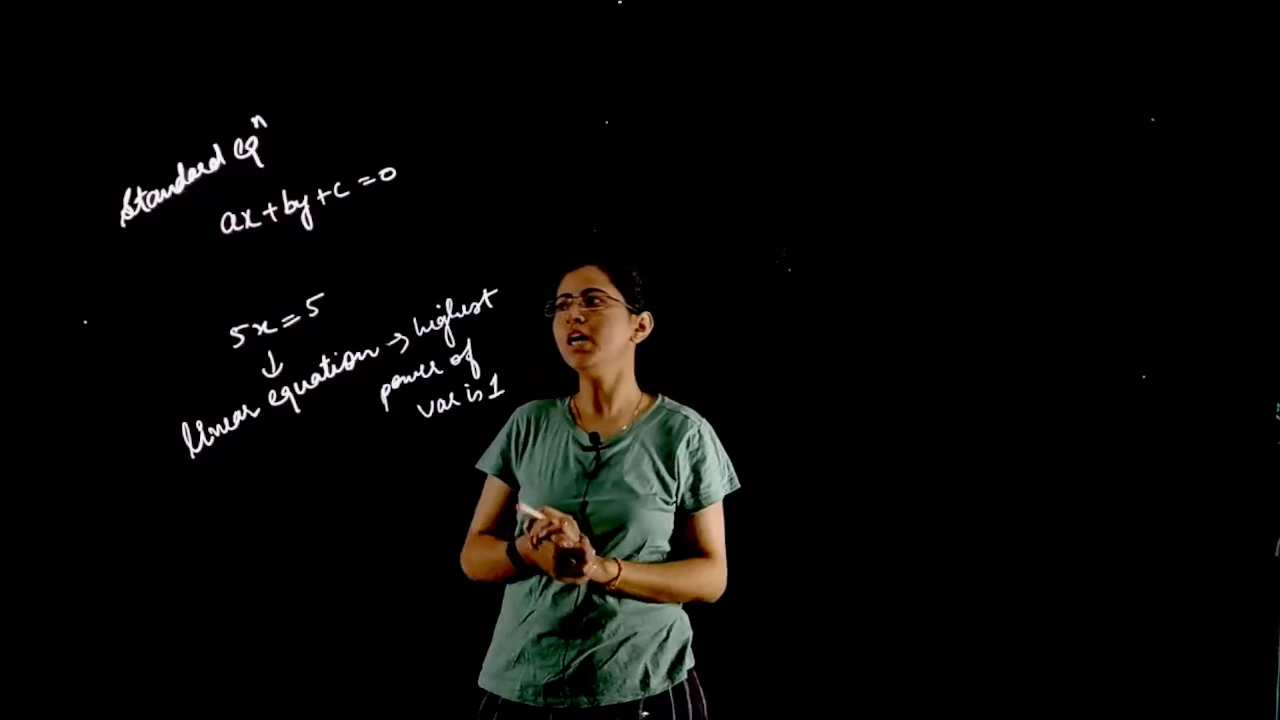 Standard eqⁿ
ax+by+c=0
5x=5
↓
linear equation → highest
power of
var is 1